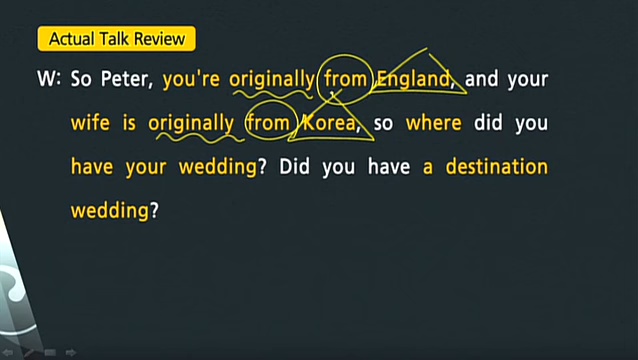 Actual Talk Review
W: So Peter, you're originally from England, and your
wife is originally from Korea, so where did you
have your wedding? Did you have a destination
wedding?